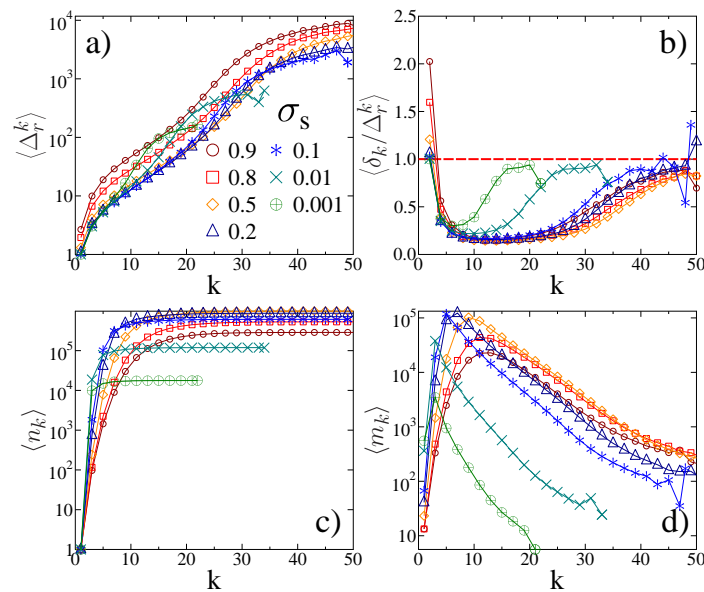 a)
⟨Δ_r^k⟩
10^4
10^3
10^2
10
1
0 10 20 30 40 50
k
σ_s
0.9 0.1
0.8 0.01
0.5 0.001
0.2
b)
⟨δ_k/Δ_r^k⟩
2.5
2.0
1.5
1.0
0.5
0.0
0 10 20 30 40 50
k
c)
⟨n_k⟩
10^5
10^4
10^3
10^2
10
1
0 10 20 30 40 50
k
d)
⟨m_k⟩
10^5
10^4
10^3
10^2
10
0 10 20 30 40 50
k